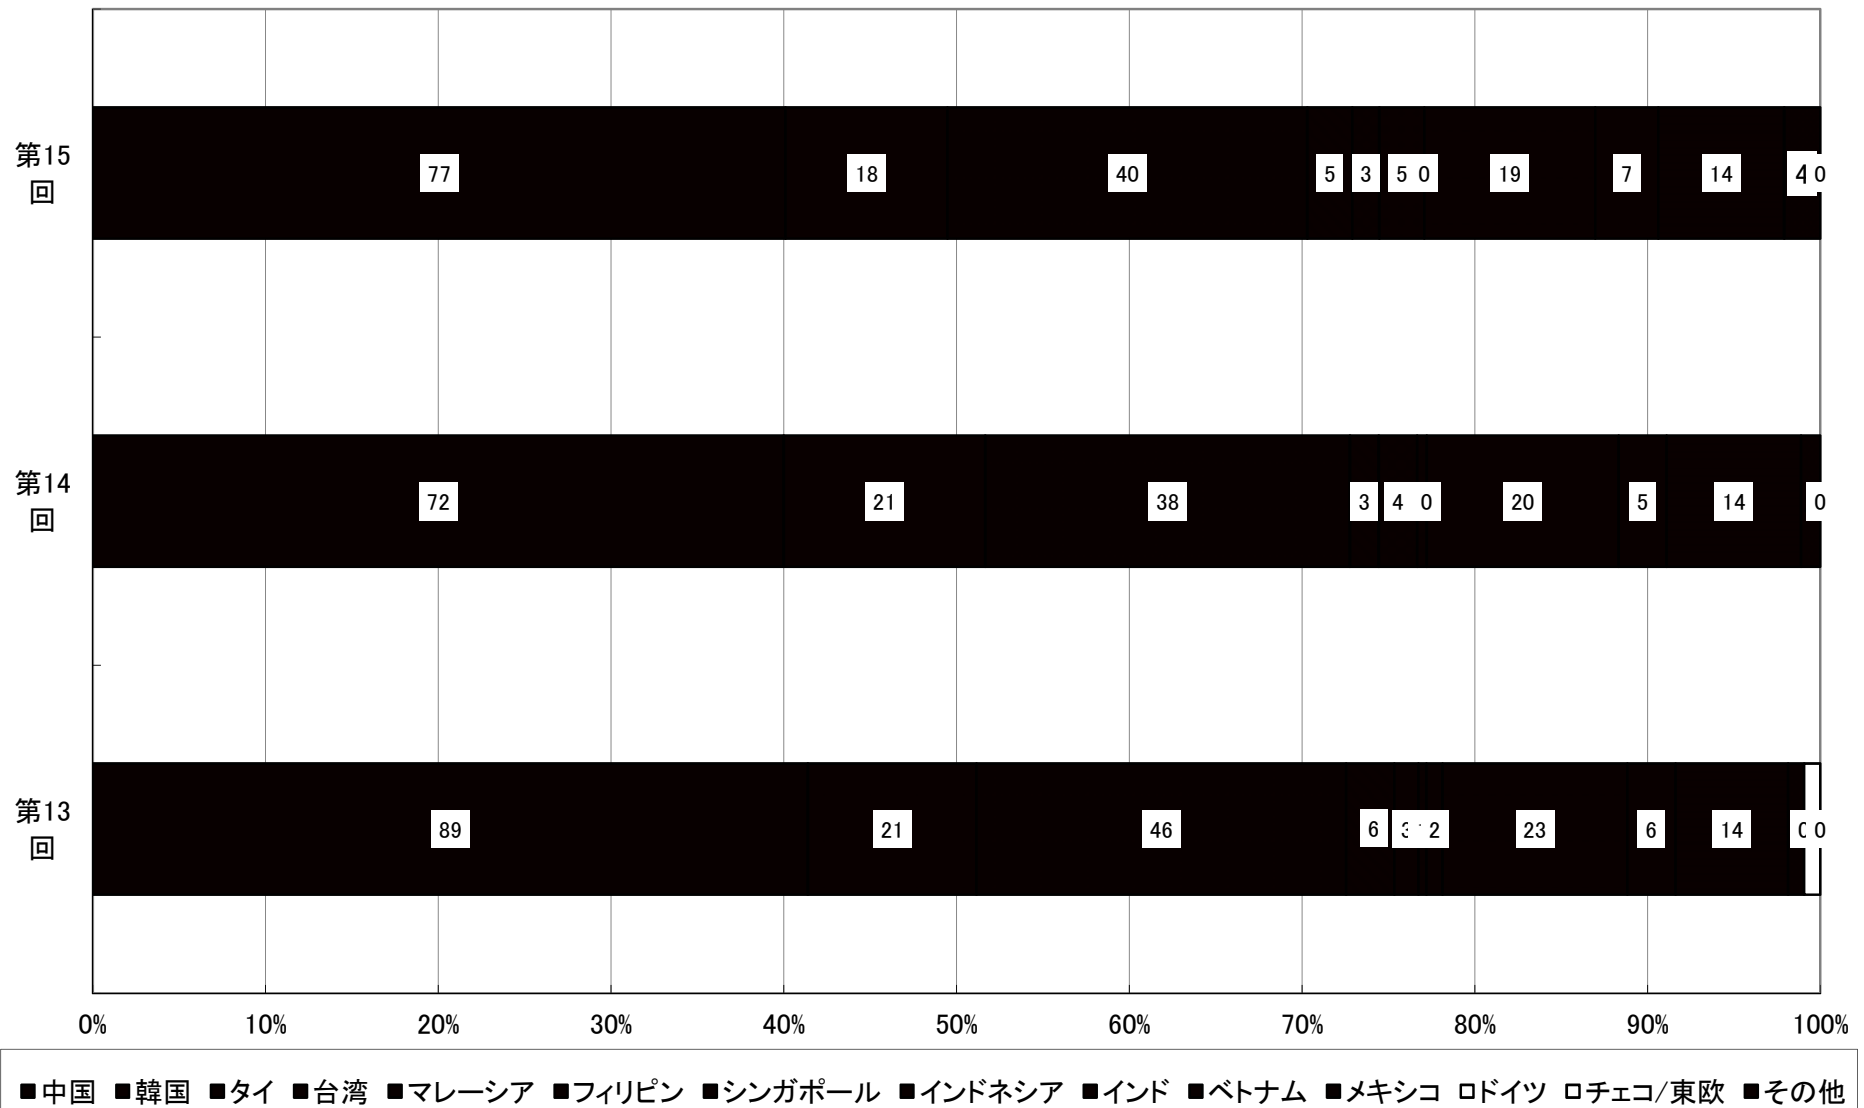 第15
回
77 18 40 5 3 5 0 19 7 14 4 0
第14
回
72 21 38 3 4 0 20 5 14 0
第13
回
89 21 46 6 3 2 23 6 14 0 0
0% 10% 20% 30% 40% 50% 60% 70% 80% 90% 100%
■中国 ■韓国 ■タイ ■台湾 ■マレーシア ■フィリピン ■シンガポール ■インドネシア ■インド ■ベトナム ■メキシコ □ドイツ □チェコ/東欧 ■その他